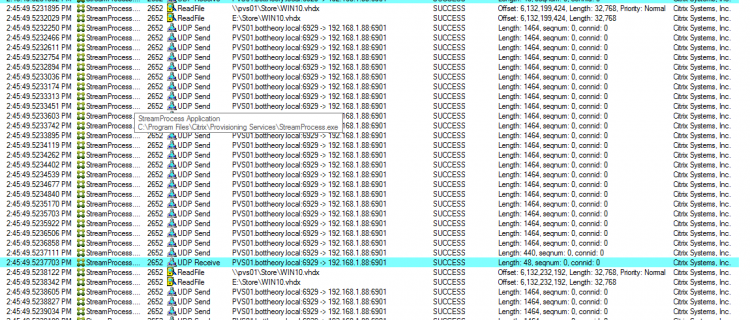 2:45:49.5231895 PM StreamProcess.... 2652 ReadFile \\pvs01\Store\WIN10.vhdx SUCCESS Offset: 6,132,199,424, Length: 32,768, Priority: Normal Citrix Systems, Inc.
2:45:49.5232029 PM StreamProcess.... 2652 ReadFile E:\Store\WIN10.vhdx SUCCESS Offset: 6,132,199,424, Length: 32,768 Citrix Systems, Inc.
2:45:49.5232250 PM StreamProcess.... 2652 UDP Send PVS01.bottheory.local:6929 -> 192.168.1.88:6901 SUCCESS Length: 1464, seqnum: 0, connid: 0 Citrix Systems, Inc.
2:45:49.5232462 PM StreamProcess.... 2652 UDP Send PVS01.bottheory.local:6929 -> 192.168.1.88:6901 SUCCESS Length: 1464, seqnum: 0, connid: 0 Citrix Systems, Inc.
2:45:49.5232611 PM StreamProcess.... 2652 UDP Send PVS01.bottheory.local:6929 -> 192.168.1.88:6901 SUCCESS Length: 1464, seqnum: 0, connid: 0 Citrix Systems, Inc.
2:45:49.5232754 PM StreamProcess.... 2652 UDP Send PVS01.bottheory.local:6929 -> 192.168.1.88:6901 SUCCESS Length: 1464, seqnum: 0, connid: 0 Citrix Systems, Inc.
2:45:49.5232894 PM StreamProcess.... 2652 UDP Send PVS01.bottheory.local:6929 -> 192.168.1.88:6901 SUCCESS Length: 1464, seqnum: 0, connid: 0 Citrix Systems, Inc.
2:45:49.5233036 PM StreamProcess.... 2652 UDP Send PVS01.bottheory.local:6929 -> 192.168.1.88:6901 SUCCESS Length: 1464, seqnum: 0, connid: 0 Citrix Systems, Inc.
2:45:49.5233174 PM StreamProcess.... 2652 UDP Send PVS01.bottheory.local:6929 -> 192.168.1.88:6901 SUCCESS Length: 1464, seqnum: 0, connid: 0 Citrix Systems, Inc.
2:45:49.5233313 PM StreamProcess.... 2652 UDP Send PVS01.bottheory.local:6929 -> 192.168.1.88:6901 SUCCESS Length: 1464, seqnum: 0, connid: 0 Citrix Systems, Inc.
2:45:49.5233451 PM StreamProcess.... 2652 UDP Send PVS01.bottheory.local:6929 -> 192.168.1.88:6901 SUCCESS Length: 1464, seqnum: 0, connid: 0 Citrix Systems, Inc.
2:45:49.5233603 PM StreamProcess 88:6901 SUCCESS Length: 1464, seqnum: 0, connid: 0 Citrix Systems, Inc.
StreamProcess Application
2:45:49.5233742 PM StreamProcess 88:6901 SUCCESS Length: 1464, seqnum: 0, connid: 0 Citrix Systems, Inc.
C:\Program Files\Citrix\Provisioning Services\StreamProcess.exe
2:45:49.5233895 PM StreamProcess.... 2652 UDP Send PVS01.bottheory.local:6929 -> 192.168.1.88:6901 SUCCESS Length: 1464, seqnum: 0, connid: 0 Citrix Systems, Inc.
2:45:49.5234119 PM StreamProcess.... 2652 UDP Send PVS01.bottheory.local:6929 -> 192.168.1.88:6901 SUCCESS Length: 1464, seqnum: 0, connid: 0 Citrix Systems, Inc.
2:45:49.5234262 PM StreamProcess.... 2652 UDP Send PVS01.bottheory.local:6929 -> 192.168.1.88:6901 SUCCESS Length: 1464, seqnum: 0, connid: 0 Citrix Systems, Inc.
2:45:49.5234402 PM StreamProcess.... 2652 UDP Send PVS01.bottheory.local:6929 -> 192.168.1.88:6901 SUCCESS Length: 1464, seqnum: 0, connid: 0 Citrix Systems, Inc.
2:45:49.5234539 PM StreamProcess.... 2652 UDP Send PVS01.bottheory.local:6929 -> 192.168.1.88:6901 SUCCESS Length: 1464, seqnum: 0, connid: 0 Citrix Systems, Inc.
2:45:49.5234677 PM StreamProcess.... 2652 UDP Send PVS01.bottheory.local:6929 -> 192.168.1.88:6901 SUCCESS Length: 1464, seqnum: 0, connid: 0 Citrix Systems, Inc.
2:45:49.5234840 PM StreamProcess.... 2652 UDP Send PVS01.bottheory.local:6929 -> 192.168.1.88:6901 SUCCESS Length: 1464, seqnum: 0, connid: 0 Citrix Systems, Inc.
2:45:49.5235170 PM StreamProcess.... 2652 UDP Send PVS01.bottheory.local:6929 -> 192.168.1.88:6901 SUCCESS Length: 1464, seqnum: 0, connid: 0 Citrix Systems, Inc.
2:45:49.5235703 PM StreamProcess.... 2652 UDP Send PVS01.bottheory.local:6929 -> 192.168.1.88:6901 SUCCESS Length: 1464, seqnum: 0, connid: 0 Citrix Systems, Inc.
2:45:49.5235922 PM StreamProcess.... 2652 UDP Send PVS01.bottheory.local:6929 -> 192.168.1.88:6901 SUCCESS Length: 1464, seqnum: 0, connid: 0 Citrix Systems, Inc.
2:45:49.5236506 PM StreamProcess.... 2652 UDP Send PVS01.bottheory.local:6929 -> 192.168.1.88:6901 SUCCESS Length: 1464, seqnum: 0, connid: 0 Citrix Systems, Inc.
2:45:49.5236858 PM StreamProcess.... 2652 UDP Send PVS01.bottheory.local:6929 -> 192.168.1.88:6901 SUCCESS Length: 1464, seqnum: 0, connid: 0 Citrix Systems, Inc.
2:45:49.5237111 PM StreamProcess.... 2652 UDP Send PVS01.bottheory.local:6929 -> 192.168.1.88:6901 SUCCESS Length: 440, seqnum: 0, connid: 0 Citrix Systems, Inc.
2:45:49.5237703 PM StreamProcess.... 2652 UDP Receive PVS01.bottheory.local:6929 -> 192.168.1.88:6901 SUCCESS Length: 48, seqnum: 0, connid: 0 Citrix Systems, Inc.
2:45:49.5238122 PM StreamProcess.... 2652 ReadFile \\pvs01\Store\WIN10.vhdx SUCCESS Offset: 6,132,232,192, Length: 32,768, Priority: Normal Citrix Systems, Inc.
2:45:49.5238342 PM StreamProcess.... 2652 ReadFile E:\Store\WIN10.vhdx SUCCESS Offset: 6,132,232,192, Length: 32,768 Citrix Systems, Inc.
2:45:49.5238605 PM StreamProcess.... 2652 UDP Send PVS01.bottheory.local:6929 -> 192.168.1.88:6901 SUCCESS Length: 1464, seqnum: 0, connid: 0 Citrix Systems, Inc.
2:45:49.5238827 PM StreamProcess.... 2652 UDP Send PVS01.bottheory.local:6929 -> 192.168.1.88:6901 SUCCESS Length: 1464, seqnum: 0, connid: 0 Citrix Systems, Inc.
2:45:49.5239034 PM StreamProcess.... 2652 UDP Send PVS01.bottheory.local:6929 -> 192.168.1.88:6901 SUCCESS Length: 1464, seqnum: 0, connid: 0 Citrix Systems, Inc.